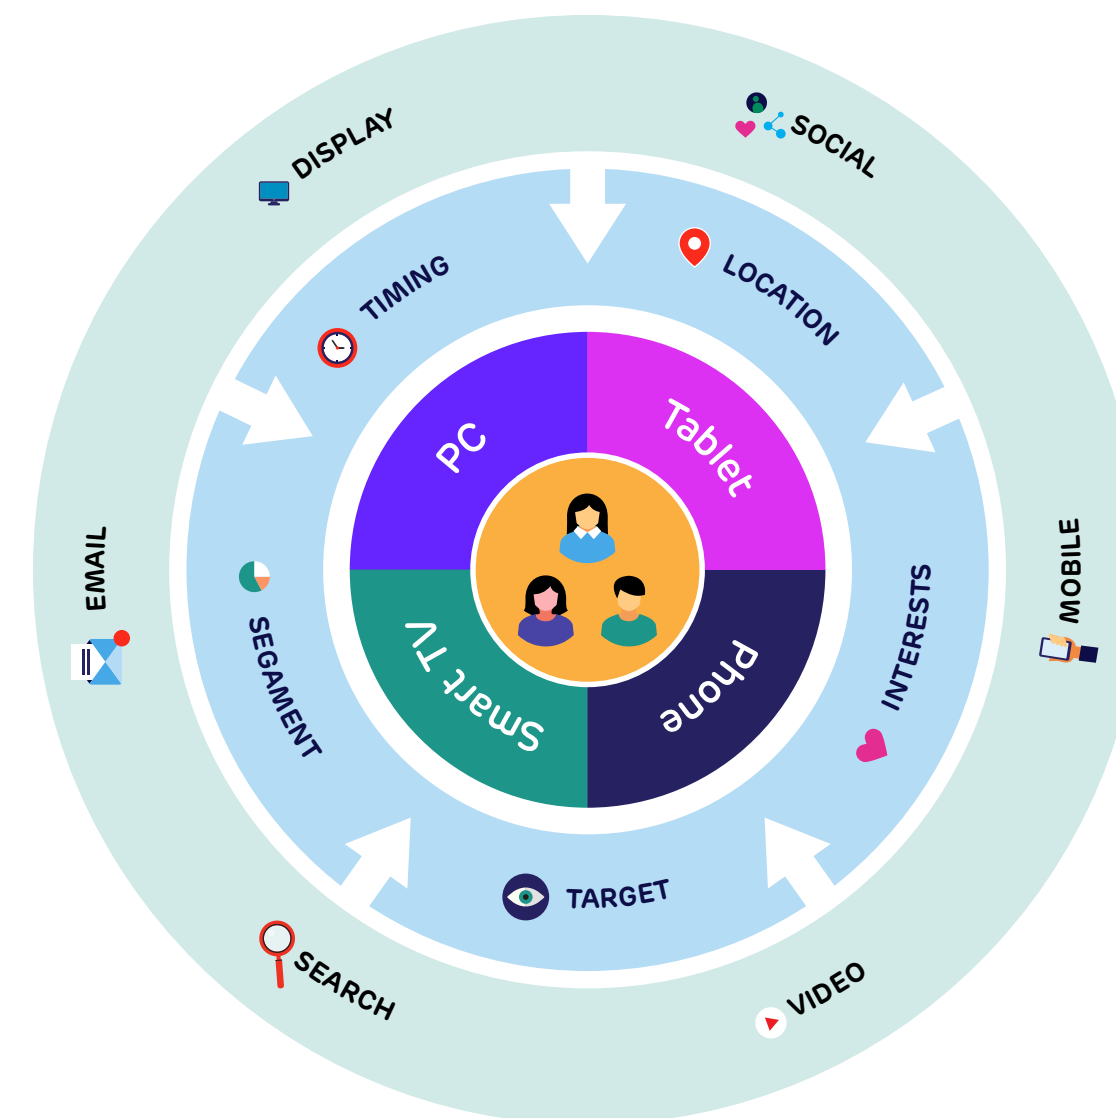 DISPLAY
SOCIAL
MOBILE
VIDEO
SEARCH
EMAIL
TIMING
LOCATION
INTERESTS
TARGET
SEGAMENT
PC
Tablet
Phone
Smart TV